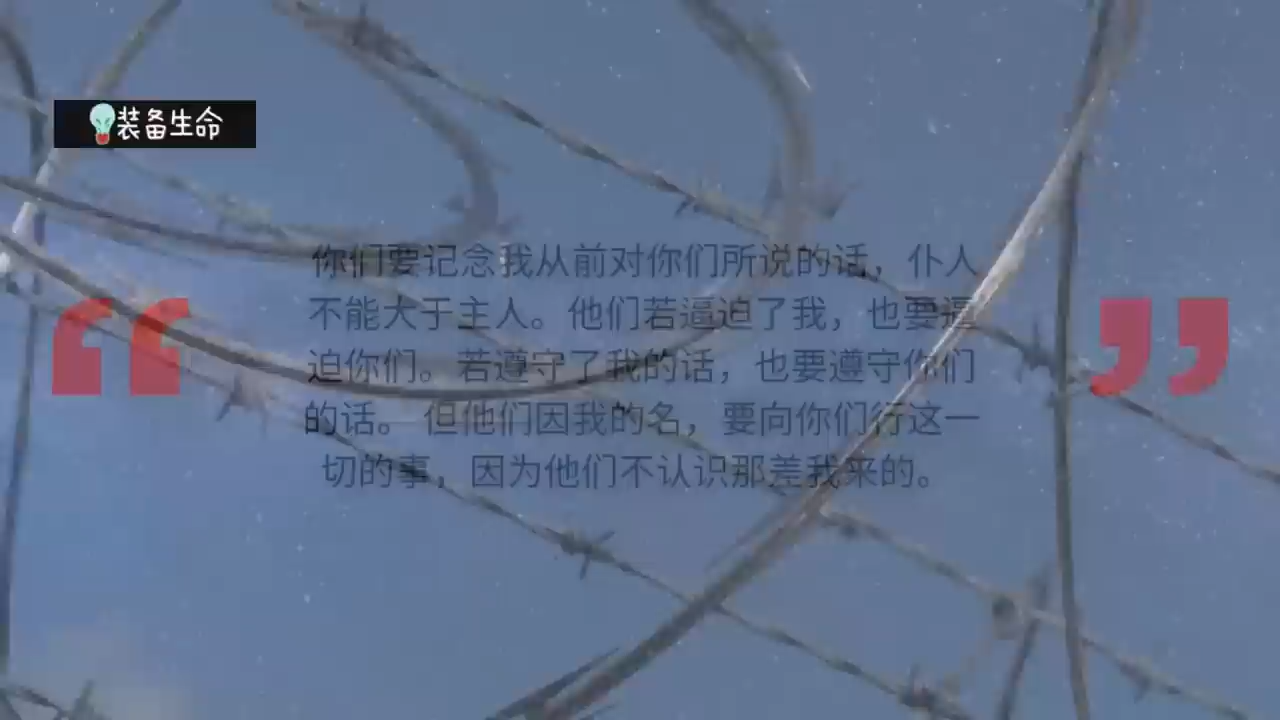 装备生命
你们要记念我从前对你们所说的话，仆人
不能大于主人。他们若逼迫了我，也要逼
迫你们。若遵守了我的话，也要遵守你们
的话。 但他们因我的名，要向你们行这一
切的事，因为他们不认识那差我来的。